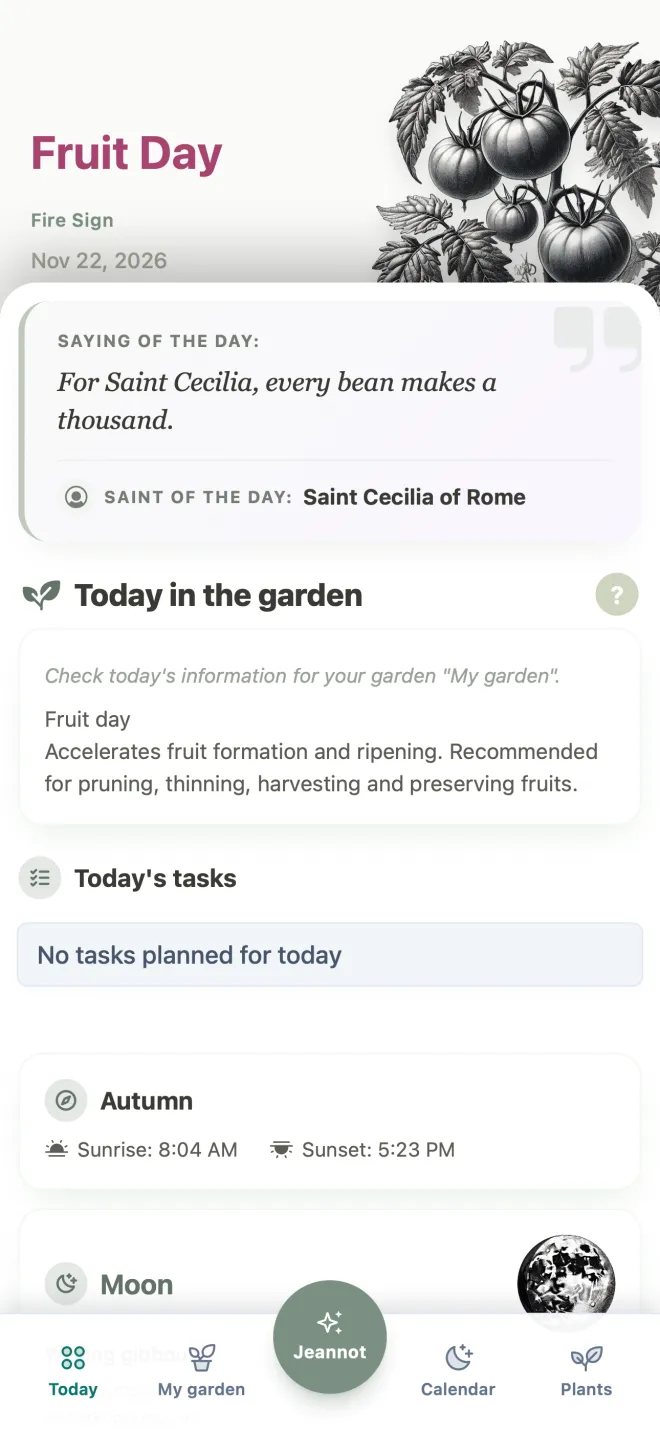 Fruit Day
Fire Sign
Nov 22, 2026
SAYING OF THE DAY:
For Saint Cecilia, every bean makes a
thousand.
SAINT OF THE DAY: Saint Cecilia of Rome
Today in the garden
?
Check today's information for your garden "My garden".
Fruit day
Accelerates fruit formation and ripening. Recommended
for pruning, thinning, harvesting and preserving fruits.
Today's tasks
No tasks planned for today
Autumn
Sunrise: 8:04 AM Sunset: 5:23 PM
Moon
Jeannot
Today My garden Calendar Plants